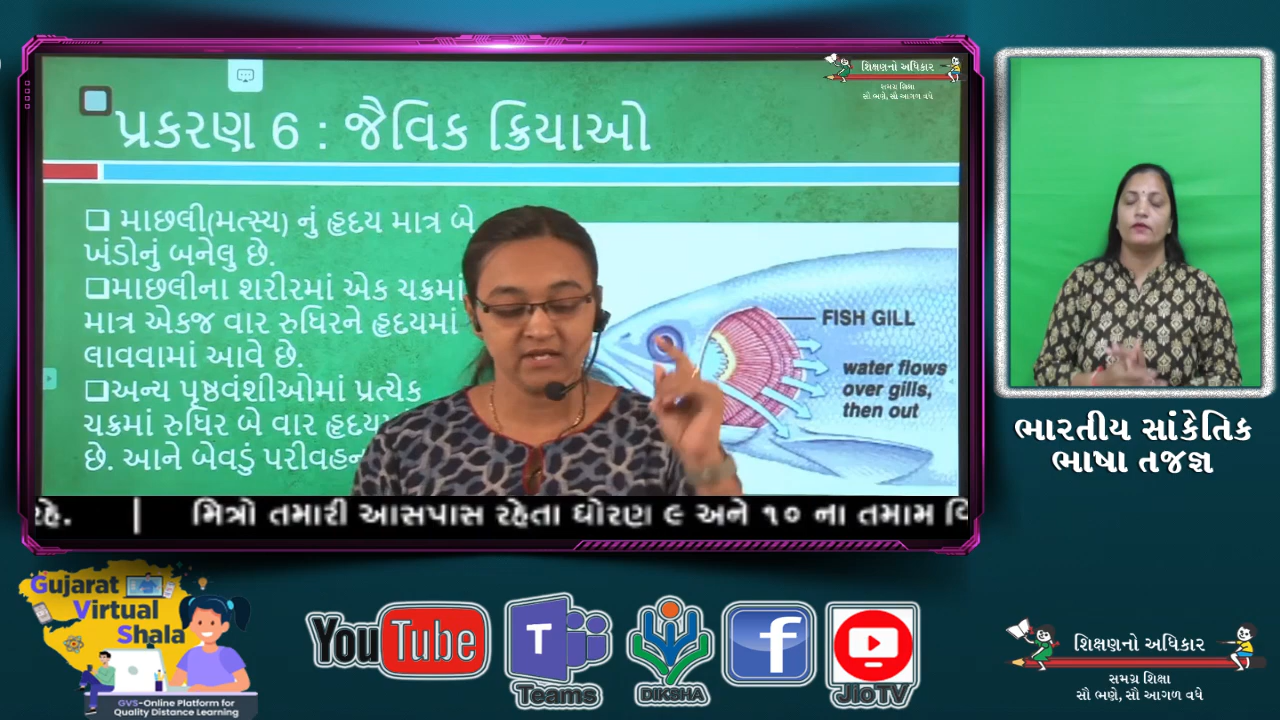 પ્રકરણ 6 : જૈવિક ક્રિયાઓ
શિક્ષણનો અધિકાર
સમગ્ર શિક્ષા
સૌ ભણે, સૌ આગળ વધે
❑ માછલી(મત્સ્ય) નું હૃદય માત્ર બે
ખંડોનું બનેલુ છે.
❑માછલીના શરીરમાં એક ચક્રમાં
માત્ર એકજ વાર રુધિરને હૃદયમાં
લાવવામાં આવે છે.
❑અન્ય પૃષ્ઠવંશીઓમાં પ્રત્યેક
ચક્રમાં રુધિર બે વાર
છે. આને બેવડું
FISH GILL
water flows
over gills,
then out
રહે. | મિત્રો તમારી આસપાસ રહેતા ધોરણ ૯ અને ૧૦ ના તમામ
ભારતીય સાંકેતિક
ભાષા તજજ્ઞ
Gujarat
Virtual
Shala
GVS-Online Platform for
Quality Distance Learning
YouTube
T
Teams
DIKSHA
f
JioTV
શિક્ષણનો અધિકાર
સમગ્ર શિક્ષા
સૌ ભણે, સૌ આગળ વધે